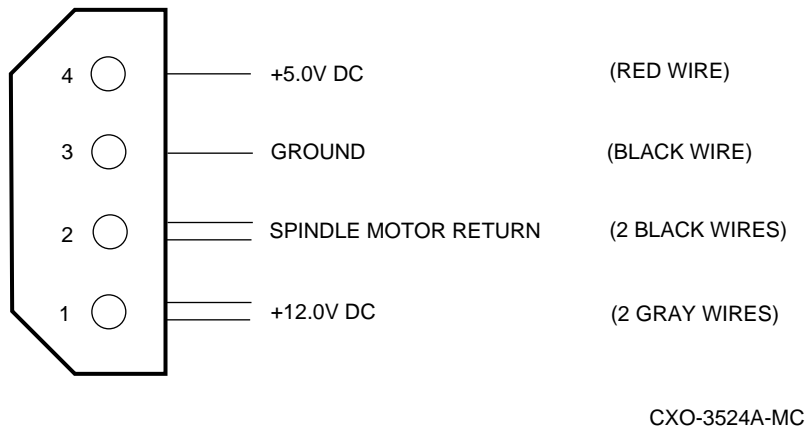 4 +5.0V DC (RED WIRE)
3 GROUND (BLACK WIRE)
2 SPINDLE MOTOR RETURN (2 BLACK WIRES)
1 +12.0V DC (2 GRAY WIRES)
CXO-3524A-MC